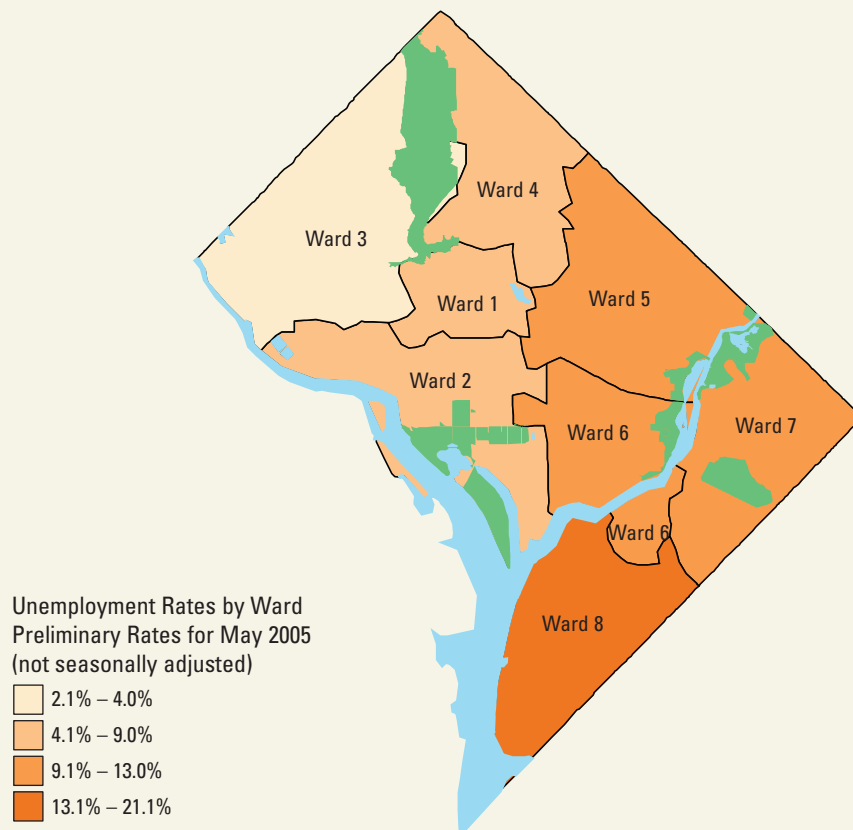 Ward 4
Ward 3
Ward 5
Ward 1
Ward 2
Ward 7
Ward 6
Ward 6
Ward 8
Unemployment Rates by Ward
Preliminary Rates for May 2005
(not seasonally adjusted)
2.1% – 4.0%
4.1% – 9.0%
9.1% – 13.0%
13.1% – 21.1%